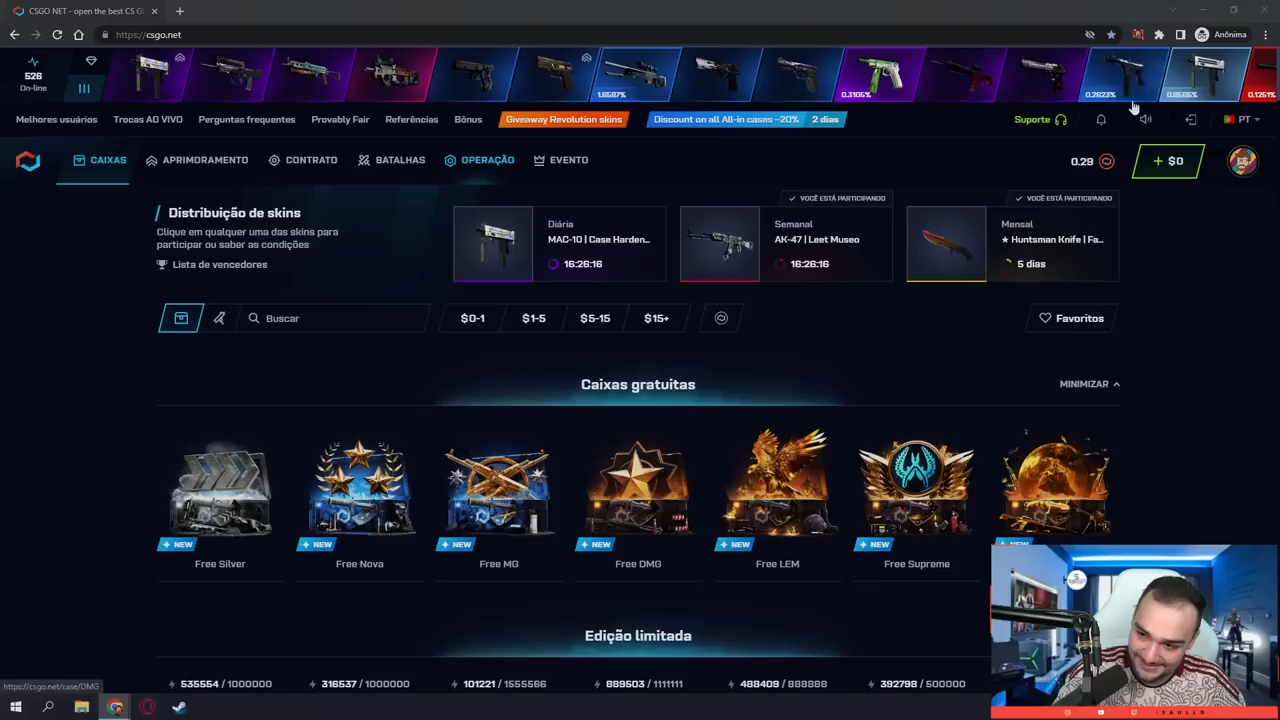 CSGO NET - open the best CS G
https://csgo.net
Anônima
526
On-line
1.6587%
0.3106%
0.2623%
0.8565%
0.1251%
Melhores usuários
Trocas AO VIVO
Perguntas frequentes
Provably Fair
Referências
Bônus
Giveaway Revolution skins
Discount on all All-in cases −20%
2 dias
Suporte
PT
CAIXAS
APRIMORAMENTO
CONTRATO
BATALHAS
OPERAÇÃO
EVENTO
0.29
+ $0
Distribuição de skins
Clique em qualquer uma das skins para
participar ou saber as condições
Lista de vencedores
Diária
MAC-10 | Case Harden...
16:26:16
VOCÊ ESTÁ PARTICIPANDO
Semanal
AK-47 | Leet Museo
16:26:16
VOCÊ ESTÁ PARTICIPANDO
Mensal
★ Huntsman Knife | Fa...
5 dias
Buscar
$0-1
$1-5
$5-15
$15+
Favoritos
Caixas gratuitas
MINIMIZAR
NEW
NEW
NEW
NEW
NEW
NEW
NEW
Free Silver
Free Nova
Free MG
Free DMG
Free LEM
Free Supreme
Edição limitada
535554 / 1000000
316537 / 1000000
101221 / 1555566
889503 / 1111111
488409 / 888888
392798 / 500000
https://csgo.net/case/DMG